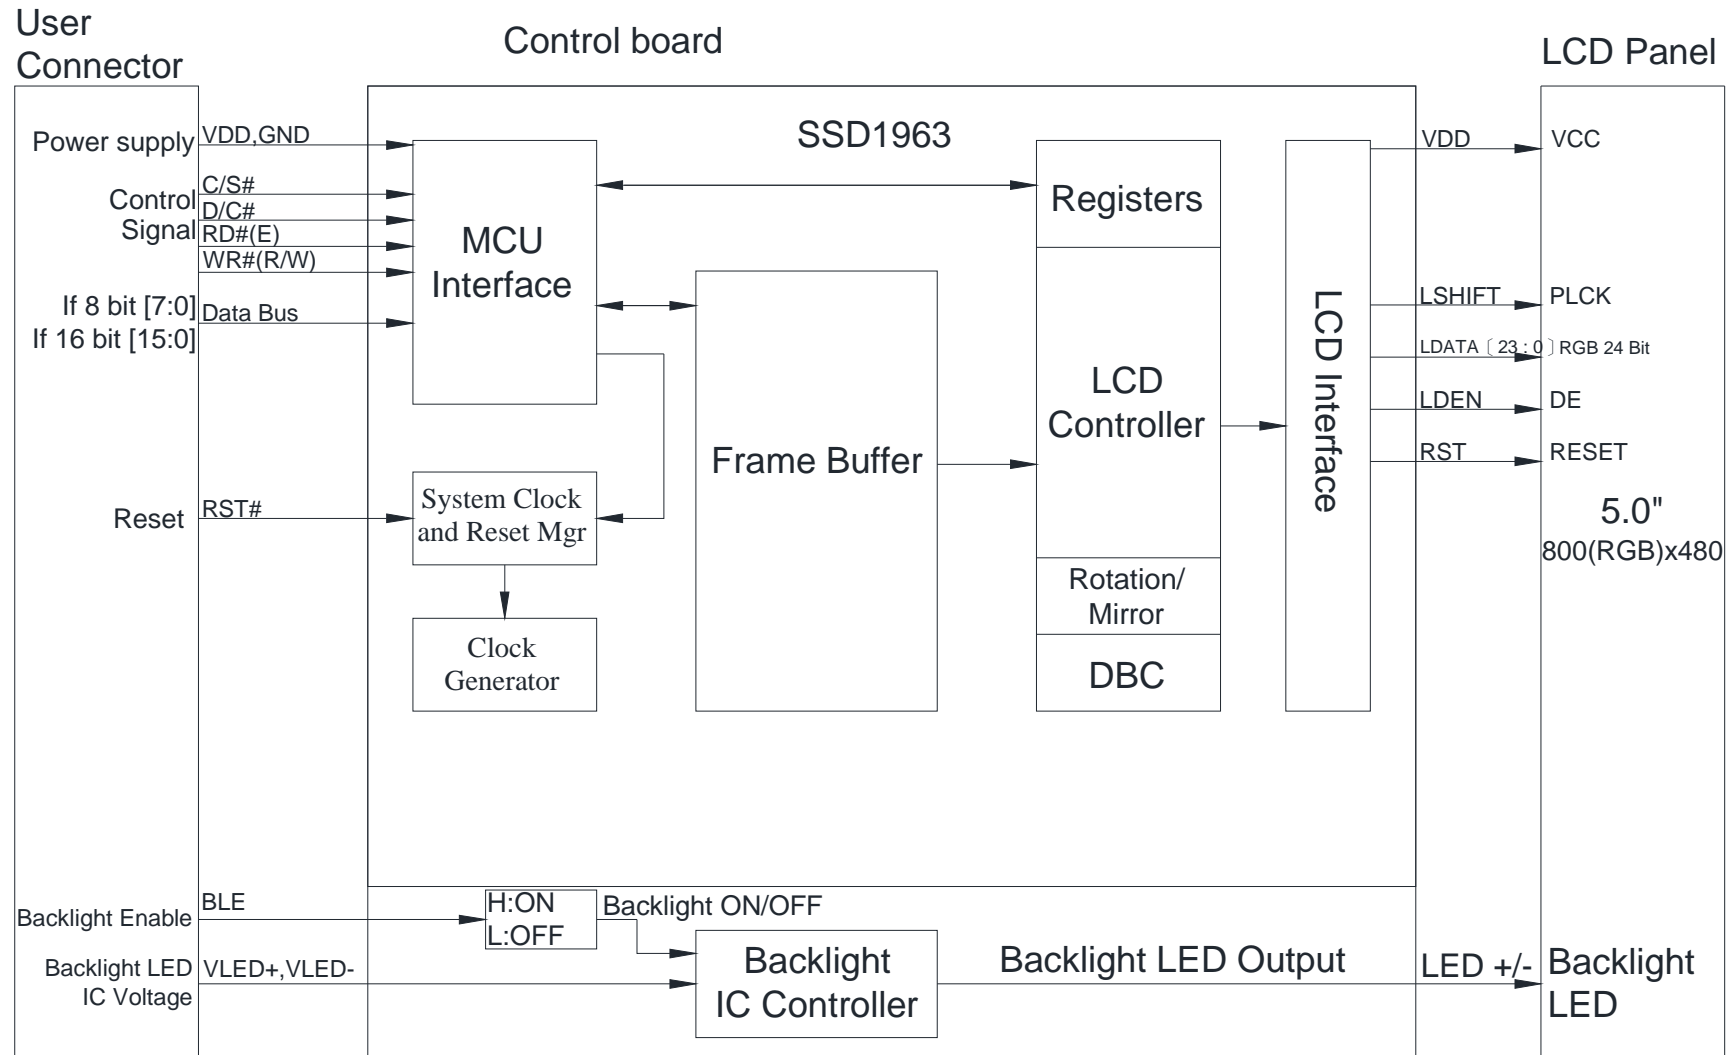 User
Connector
Control board
LCD Panel
Power supply
VDD,GND
Control
Signal
C/S#
D/C#
RD#(E)
WR#(R/W)
If 8 bit [7:0]
If 16 bit [15:0]
Data Bus
Reset
RST#
SSD1963
MCU
Interface
System Clock
and Reset Mgr
Clock
Generator
Frame Buffer
Registers
LCD
Controller
Rotation/
Mirror
DBC
LCD Interface
VDD
VCC
LSHIFT
PLCK
LDATA〔23:0〕
RGB 24 Bit
LDEN
DE
RST
RESET
5.0"
800(RGB)x480
Backlight Enable
BLE
H:ON
L:OFF
Backlight ON/OFF
Backlight LED
IC Voltage
VLED+,VLED-
Backlight
IC Controller
Backlight LED Output
LED +/-
Backlight
LED